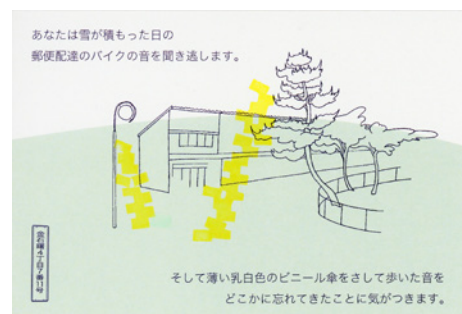 あなたは雪が積もった日の
郵便配達のバイクの音を聞き逃します。
そして薄い乳白色のビニール傘をさして歩いた音を
どこかに忘れてきたことに気がつきます。